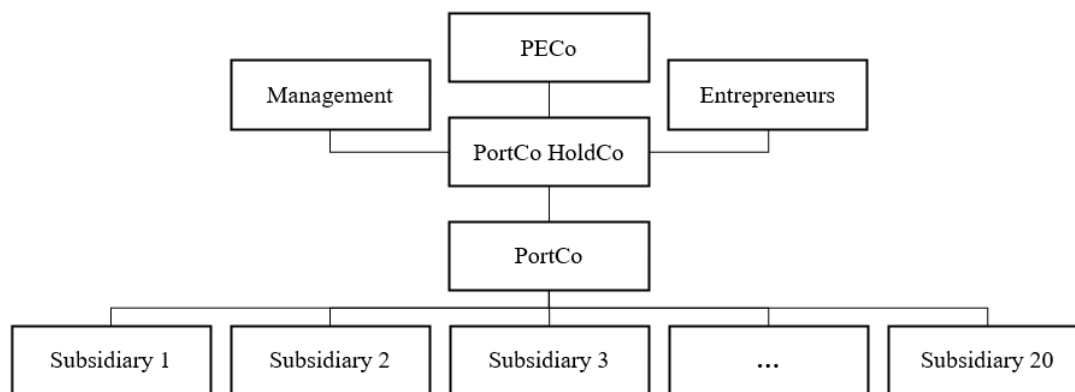 PECo
Management
Entrepreneurs
PortCo HoldCo
PortCo
Subsidiary 1
Subsidiary 2
Subsidiary 3
...
Subsidiary 20